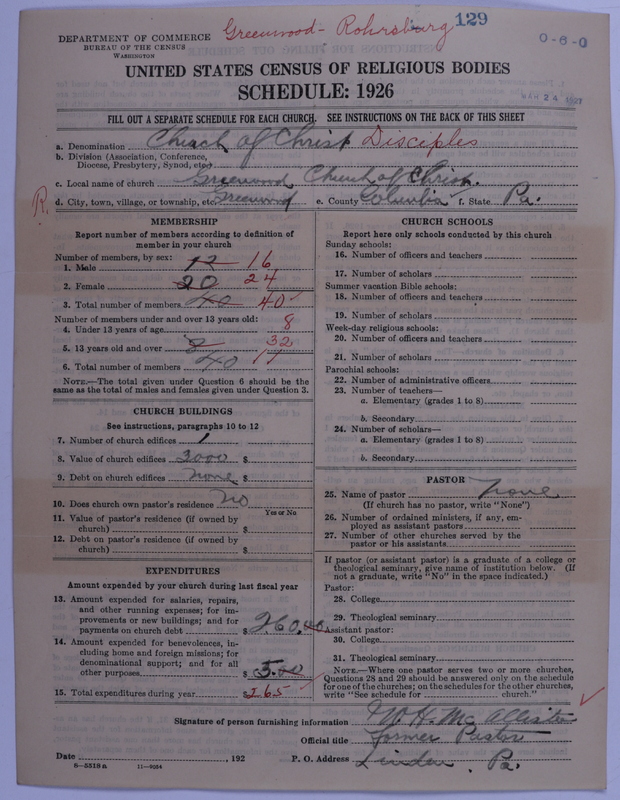 Greenwood - Rohrsburg 129
0-6-0
DEPARTMENT OF COMMERCE
BUREAU OF THE CENSUS
WASHINGTON
MAR 24 1927
UNITED STATES CENSUS OF RELIGIOUS BODIES
SCHEDULE: 1926
FILL OUT A SEPARATE SCHEDULE FOR EACH CHURCH. SEE INSTRUCTIONS ON THE BACK OF THIS SHEET
a. Denomination Church of Christ Disciples
b. Division (Association, Conference,
Diocese, Presbytery, Synod, etc.)
c. Local name of church Greenwood Church of Christ.
R. d. City, town, village, or township, etc. Greenwood e. County Columbia f. State Pa.
MEMBERSHIP
Report number of members according to definition of
member in your church
Number of members, by sex:
1. Male 16
2. Female 20 24
3. Total number of members 40 40 ✓
Number of members under and over 13 years old:
4. Under 13 years of age 8
5. 13 years old and over 8 32
6. Total number of members 40 11
NOTE.—The total given under Question 6 should be the
same as the total of males and females given under Question 3.
CHURCH BUILDINGS
See instructions, paragraphs 10 to 12
7. Number of church edifices 1
8. Value of church edifices 2000 $
9. Debt on church edifices none $
10. Does church own pastor's residence no
Yes or No
11. Value of pastor's residence (if owned by
church) $
12. Debt on pastor's residence (if owned by
church) $
EXPENDITURES
Amount expended by your church during last fiscal year
13. Amount expended for salaries, repairs,
and other running expenses; for im-
provements or new buildings; and for
payments on church debt $ 260.00
14. Amount expended for benevolences, in-
cluding home and foreign missions; for
denominational support; and for all
other purposes $ 5.00
15. Total expenditures during year $ 265 ✓
CHURCH SCHOOLS
Report here only schools conducted by this church
Sunday schools:
16. Number of officers and teachers
17. Number of scholars
Summer vacation Bible schools:
18. Number of officers and teachers
19. Number of scholars
Week-day religious schools:
20. Number of officers and teachers
21. Number of scholars
Parochial schools:
22. Number of administrative officers
23. Number of teachers—
a. Elementary (grades 1 to 8)
b. Secondary
24. Number of scholars—
a. Elementary (grades 1 to 8)
b. Secondary
PASTOR
25. Name of pastor none
(If church has no pastor, write "None")
26. Number of ordained ministers, if any, em-
ployed as assistant pastors
27. Number of other churches served by the
pastor or his assistants
If pastor (or assistant pastor) is a graduate of a college or
theological seminary, give name of institution below. (If
not a graduate, write "No" in the space indicated.)
Pastor:
28. College
29. Theological seminary
Assistant pastor:
30. College
31. Theological seminary
NOTE.—Where one pastor serves two or more churches,
Questions 28 and 29 should be answered only on the schedule
for one of the churches; on the schedules for the other churches,
write "See schedule for church."
Signature of person furnishing information W. H. McAllister ✓
Official title former Pastor
Date , 192 P. O. Address Linden, Pa.
8—5518a 11—9054